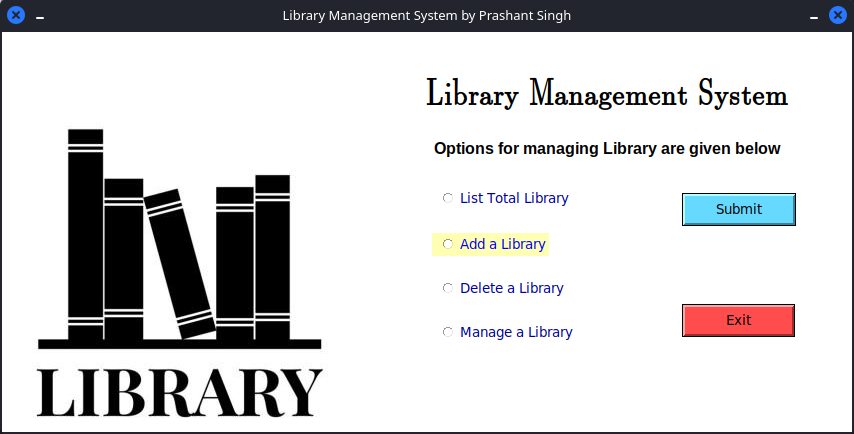 Library Management System by Prashant Singh
Library Management System
Options for managing Library are given below
List Total Library
Submit
Add a Library
Delete a Library
Exit
Manage a Library
LIBRARY